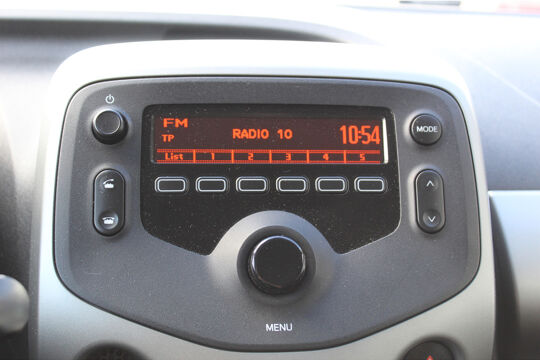 FM
TP
RADIO 10
10:54
List 1 2 3 4 5
MODE
MENU